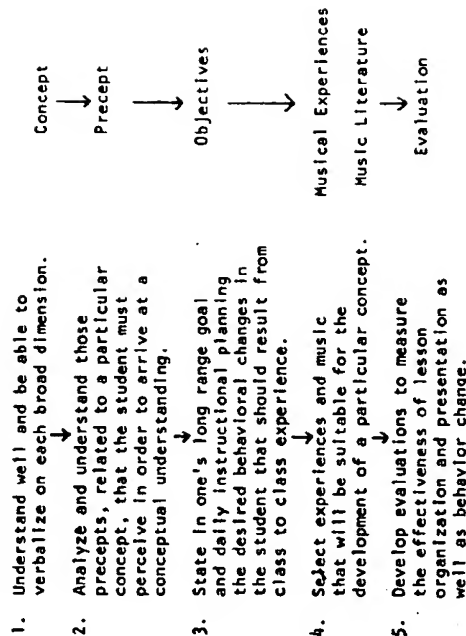 1. Understand well and be able to
verbalize on each broad dimension.
2. Analyze and understand those
precepts, related to a particular
concept, that the student must
perceive in order to arrive at a
conceptual understanding.
3. State in one's long range goal
and daily instructional planning
the desired behavioral changes in
the student that should result from
class to class experience.
4. Select experiences and music
that will be suitable for the
development of a particular concept.
5. Develop evaluations to measure
the effectiveness of lesson
organization and presentation as
well as behavior change.
Concept
Precept
Objectives
Musical Experiences
Music Literature
Evaluation